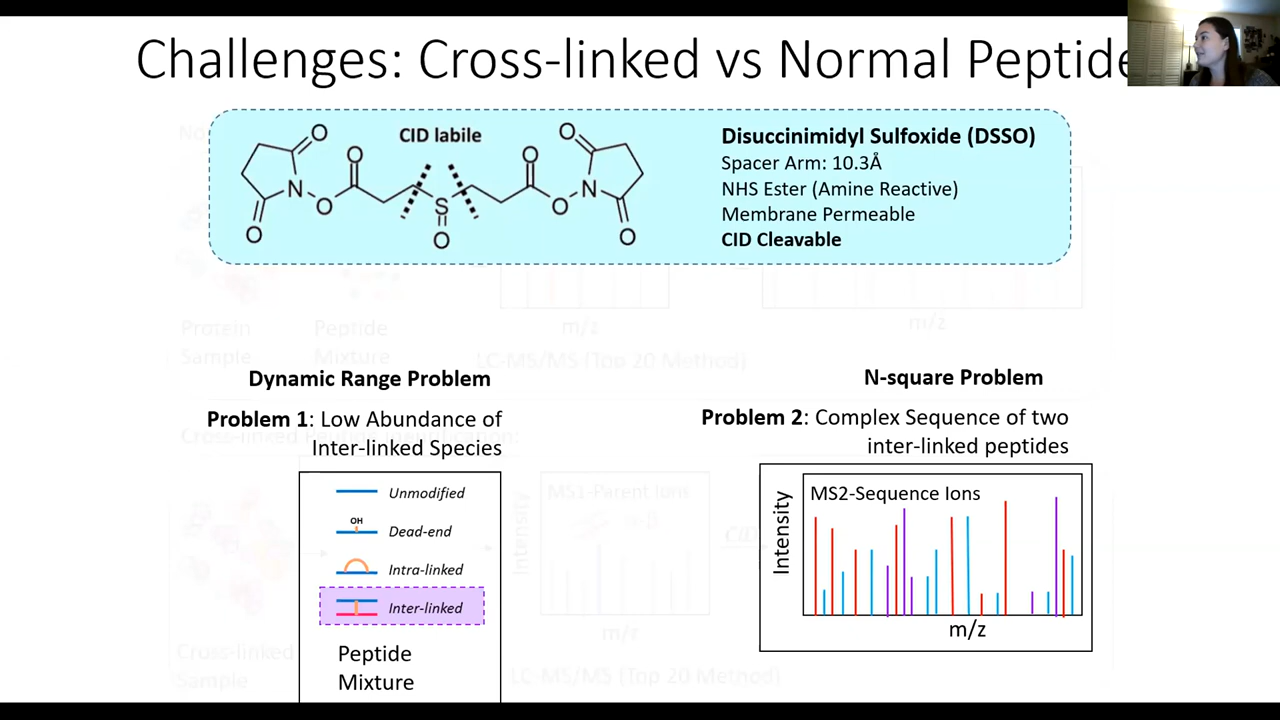 Challenges: Cross-linked vs Normal Peptide
CID labile
O
O
O
O
N
N
O
O
S
O
O
O
Disuccinimidyl Sulfoxide (DSSO)
Spacer Arm: 10.3Å
NHS Ester (Amine Reactive)
Membrane Permeable
CID Cleavable
Protein
Sample
Peptide
Mixture
m/z
m/z
LC-MS/MS (Top 20 Method)
Dynamic Range Problem
Problem 1: Low Abundance of
Inter-linked Species
Unmodified
OH
Dead-end
Intra-linked
Inter-linked
Peptide
Mixture
N-square Problem
Problem 2: Complex Sequence of two
inter-linked peptides
MS2-Sequence Ions
Intensity
m/z
MS1-Parent Ions
Intensity
m/z
CID
Cross-linked
Sample
LC-MS/MS (Top 20 Method)